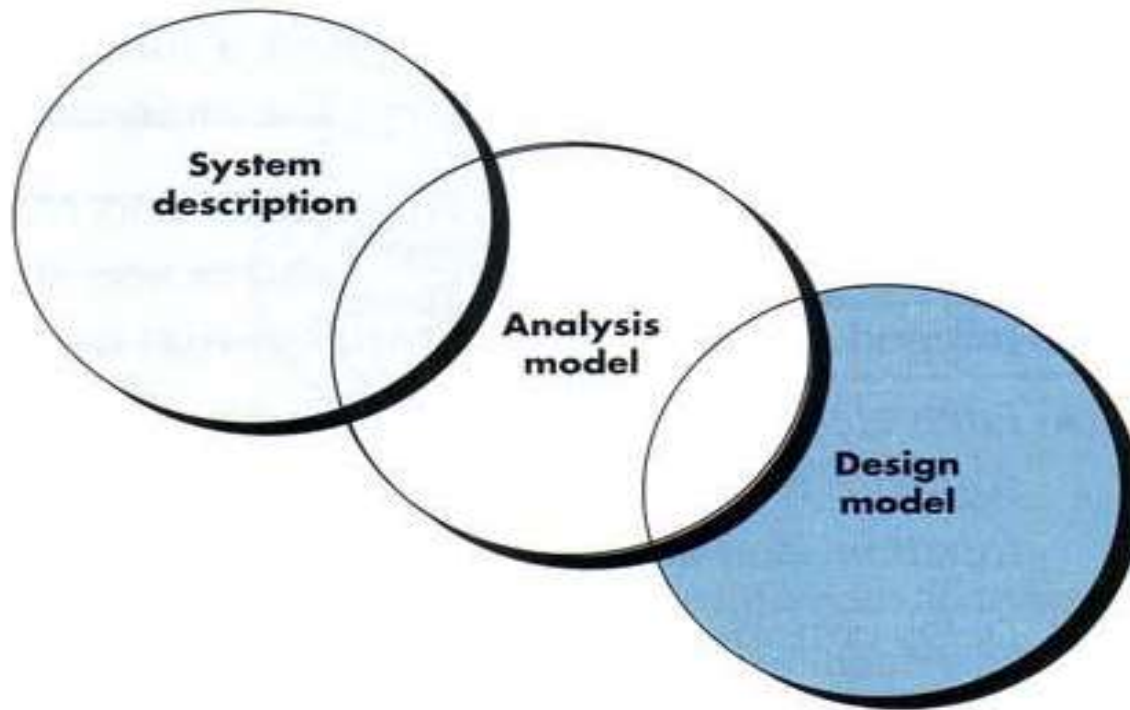 System
description
Analysis
model
Design
model